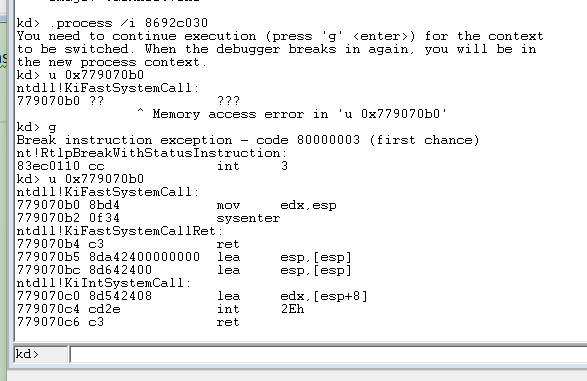 kd> .process /i 8692c030
You need to continue execution (press 'g' <enter>) for the context
to be switched. When the debugger breaks in again, you will be in
the new process context.
kd> u 0x779070b0
ntdll!KiFastSystemCall:
779070b0 ?? ???
^ Memory access error in 'u 0x779070b0'
kd> g
Break instruction exception - code 80000003 (first chance)
nt!RtlpBreakWithStatusInstruction:
83ec0110 cc int 3
kd> u 0x779070b0
ntdll!KiFastSystemCall:
779070b0 8bd4 mov edx,esp
779070b2 0f34 sysenter
ntdll!KiFastSystemCallRet:
779070b4 c3 ret
779070b5 8da42400000000 lea esp,[esp]
779070bc 8d642400 lea esp,[esp]
ntdll!KiIntSystemCall:
779070c0 8d542408 lea edx,[esp+8]
779070c4 cd2e int 2Eh
779070c6 c3 ret
kd>